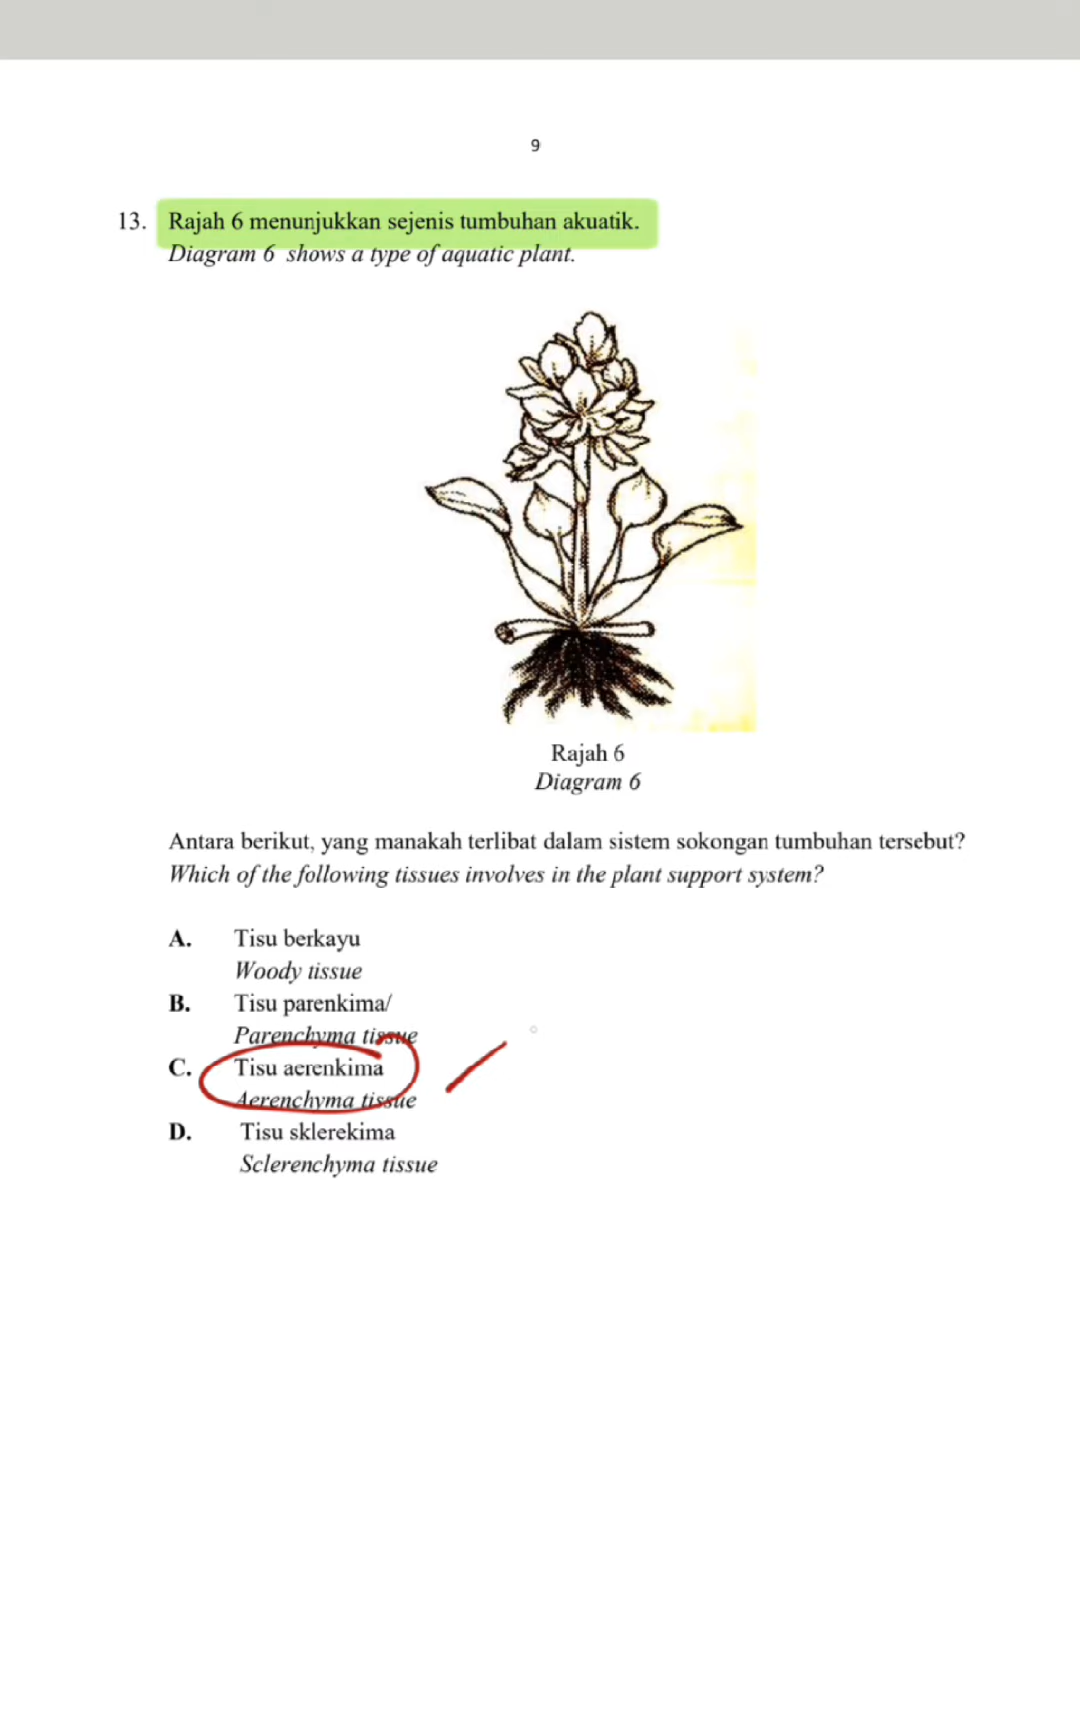 9
13. Rajah 6 menunjukkan sejenis tumbuhan akuatik.
Diagram 6 shows a type of aquatic plant.
Rajah 6
Diagram 6
Antara berikut, yang manakah terlibat dalam sistem sokongan tumbuhan tersebut?
Which of the following tissues involves in the plant support system?
A. Tisu berkayu
Woody tissue
B. Tisu parenkima/
Parenchyma tissue
C. Tisu aerenkima
Aerenchyma tissue
D. Tisu sklerekima
Sclerenchyma tissue